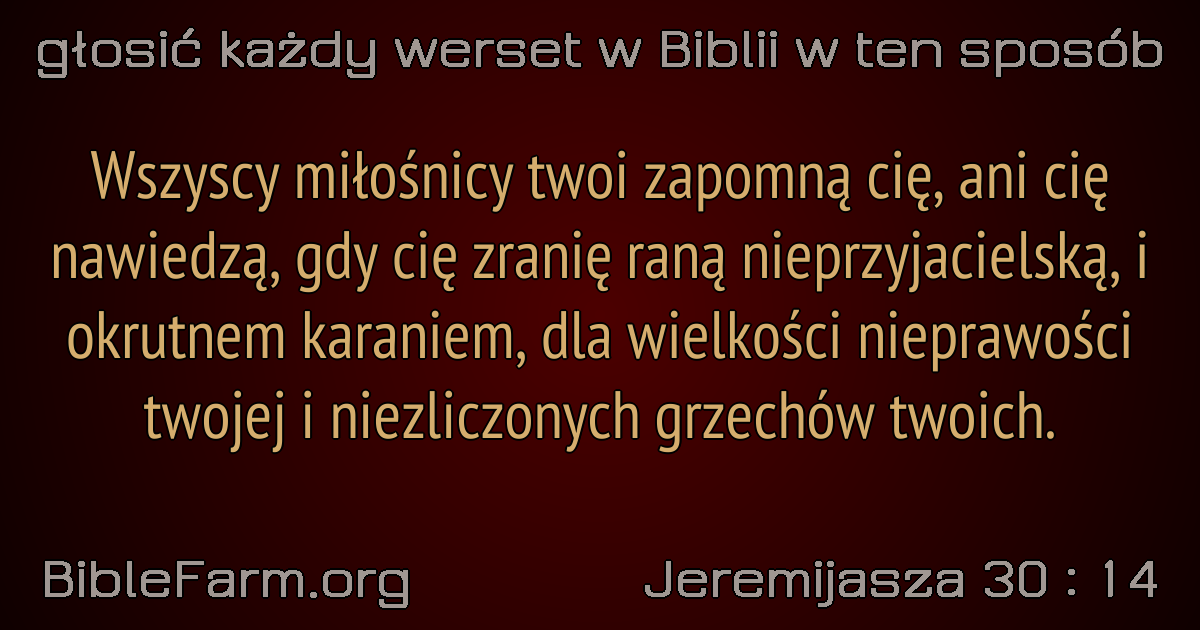 głosić każdy werset w Biblii w ten sposób
Wszyscy miłośnicy twoi zapomną cię, ani cię
nawiedzą, gdy cię zranię raną nieprzyjacielską, i
okrutnem karaniem, dla wielkości nieprawości
twojej i niezliczonych grzechów twoich.
BibleFarm.org
Jeremijasza 30 : 14